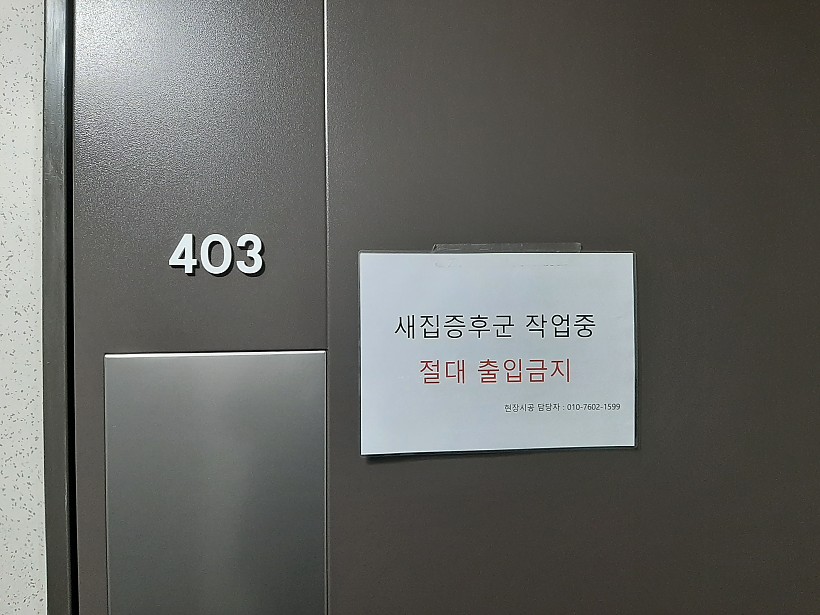 403
새집증후군 작업중
절대 출입금지
현장시공 담당자 : 010-7602-1599